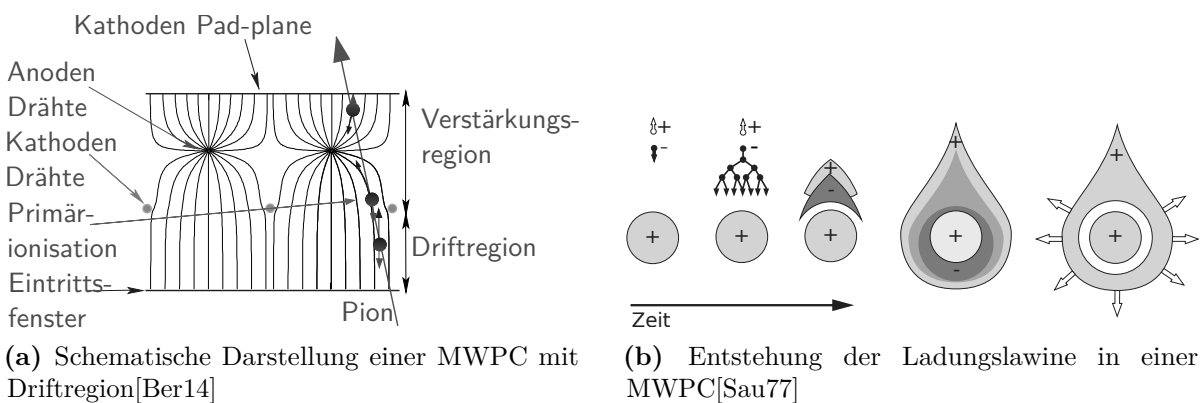 Kathoden Pad-plane
Anoden
Drähte
Kathoden
Drähte
Primär-
ionisation
Eintritts-
fenster
Verstärkungs-
region
Driftregion
Pion
(a) Schematische Darstellung einer MWPC mit
Driftregion[Ber14]
+ + + + +
- - - -
+ + + + +
Zeit
(b) Entstehung der Ladungslawine in einer
MWPC[Sau77]